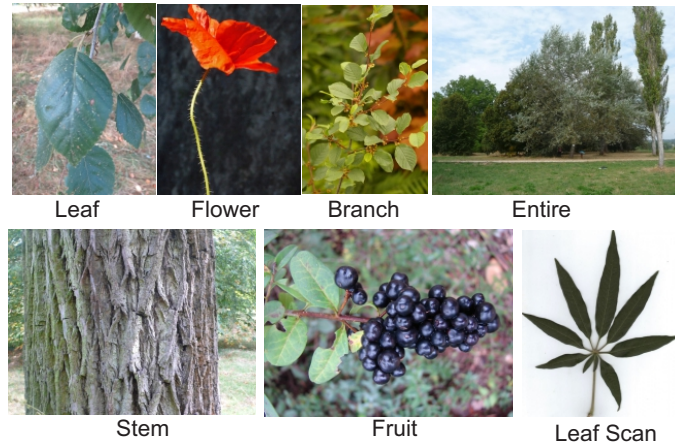 Leaf
Flower
Branch
Entire
Stem
Fruit
Leaf Scan